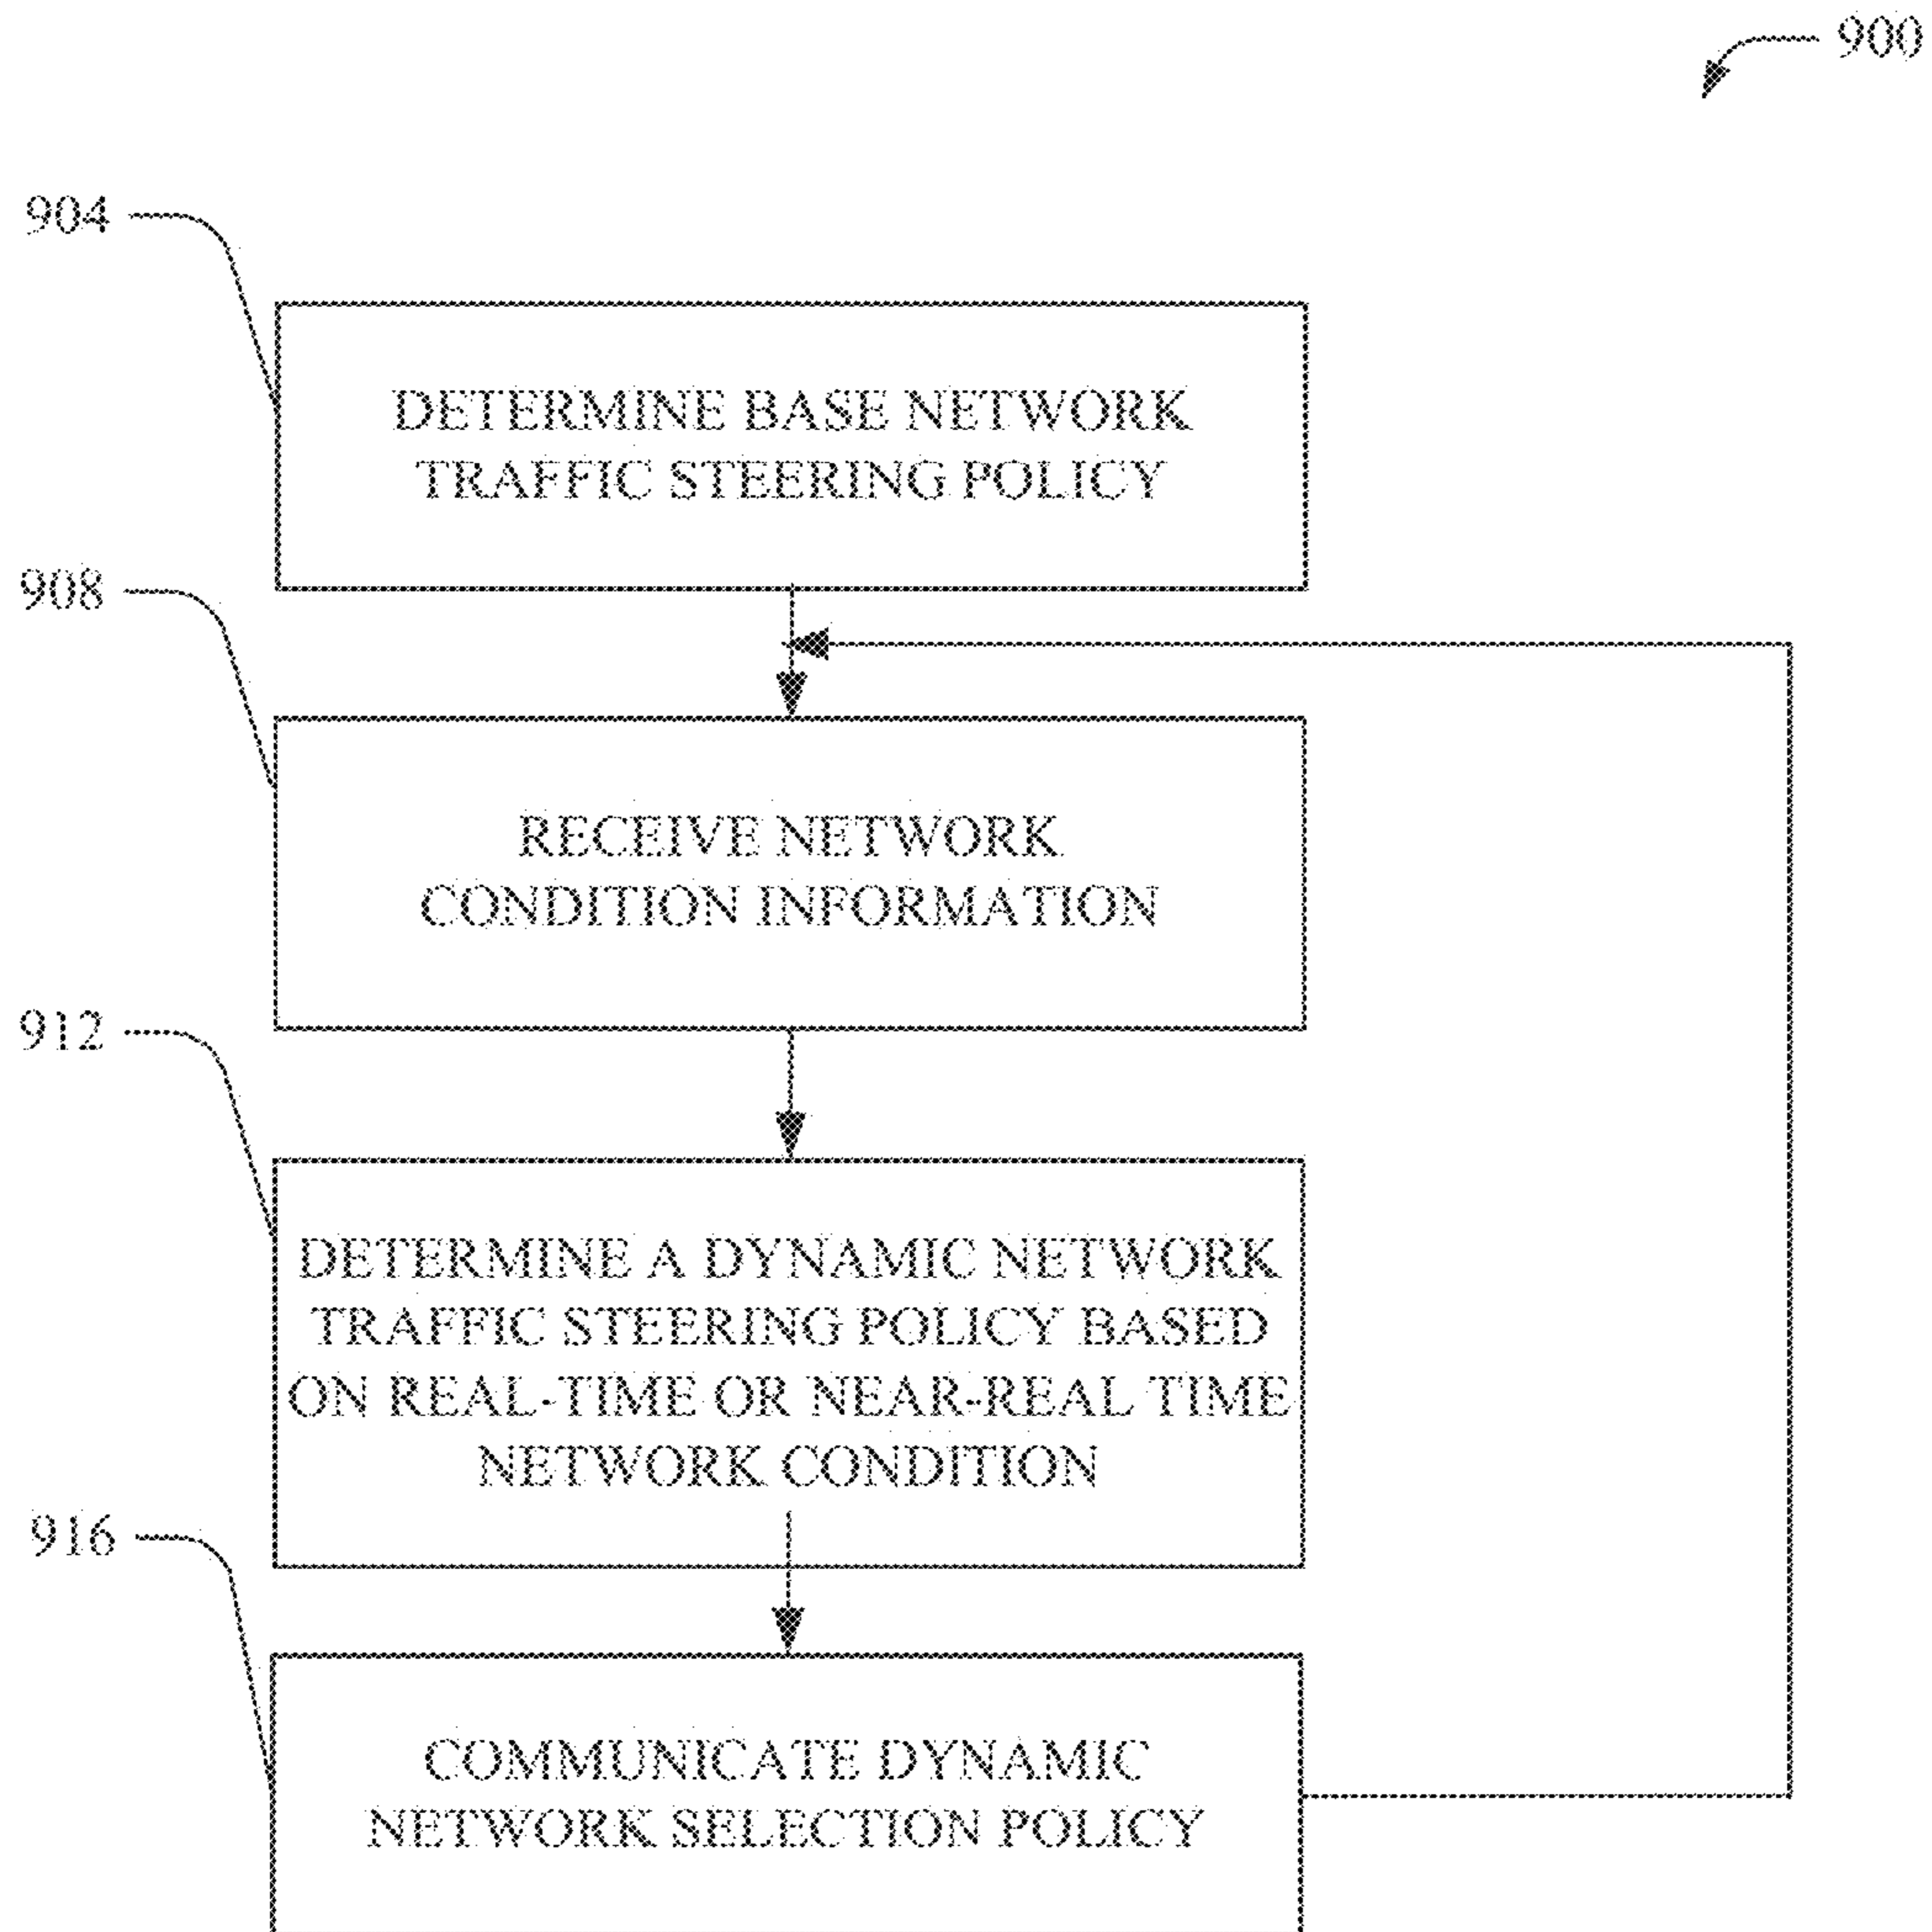 900
904
DETERMINE BASE NETWORK
TRAFFIC STEERING POLICY
908
RECEIVE NETWORK
CONDITION INFORMATION
912
DETERMINE A DYNAMIC NETWORK
TRAFFIC STEERING POLICY BASED
ON REAL-TIME OR NEAR-REAL TIME
NETWORK CONDITION
916
COMMUNICATE DYNAMIC
NETWORK SELECTION POLICY